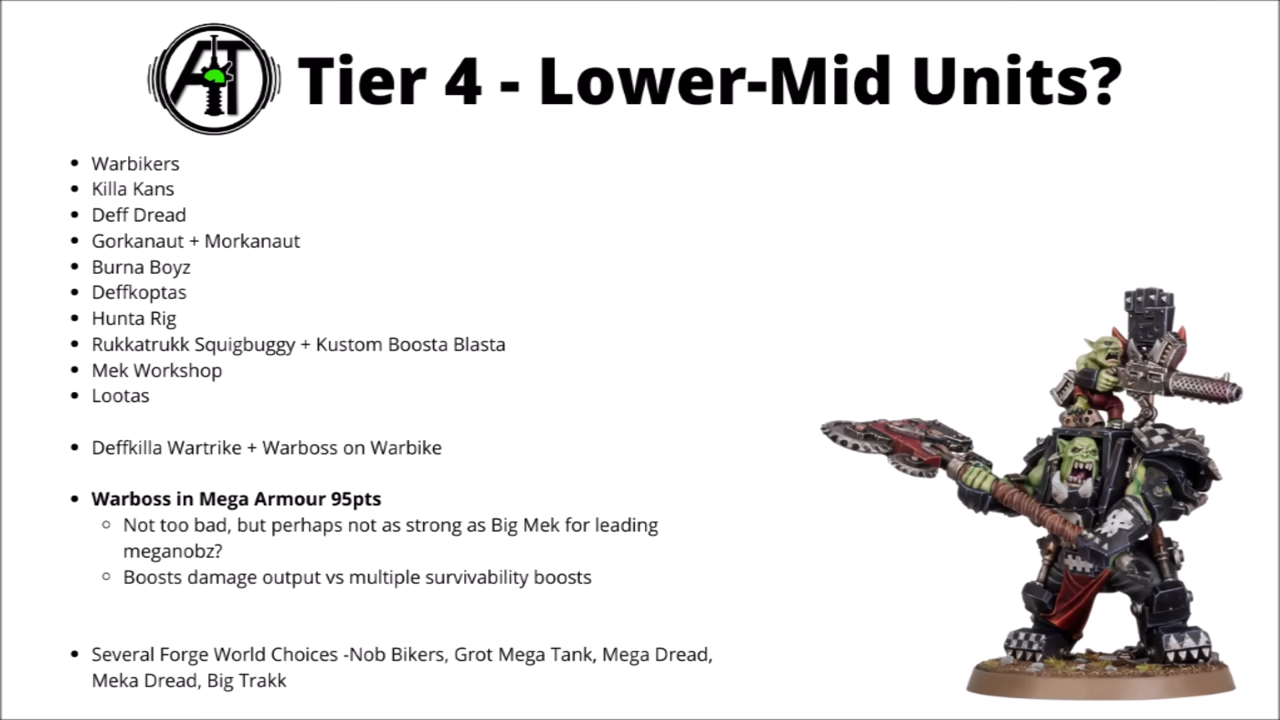 AT
Tier 4 - Lower-Mid Units?
• Warbikers
• Killa Kans
• Deff Dread
• Gorkanaut + Morkanaut
• Burna Boyz
• Deffkoptas
• Hunta Rig
• Rukkatrukk Squigbuggy + Kustom Boosta Blasta
• Mek Workshop
• Lootas
• Deffkilla Wartrike + Warboss on Warbike
• Warboss in Mega Armour 95pts
○ Not too bad, but perhaps not as strong as Big Mek for leading
meganobz?
○ Boosts damage output vs multiple survivability boosts
• Several Forge World Choices -Nob Bikers, Grot Mega Tank, Mega Dread,
Meka Dread, Big Trakk